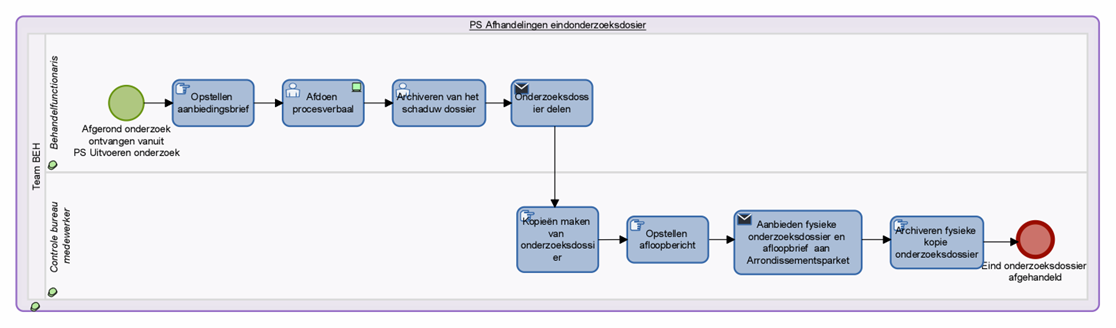 PS Afhandelingen eindonderzoeksdosier
Team BEH
Behandelfunctionaris
Afgerond onderzoek
ontvangen vanuit
PS Uitvoeren onderzoek
Opstellen
aanbiedingsbrief
Afdoen
procesverbaal
Archiveren van het
schaduw dossier
Onderzoeksdoss
ier delen
Controle bureau
medewerker
Kopieën maken
van
onderzoeksdossi
er
Opstellen
afloopbericht
Aanbieden fysieke
onderzoeksdossier en
afloopbrief aan
Arrondissementsparket
Archiveren fysieke
kopie
onderzoeksdossier
Eind onderzoeksdossier
afgehandeld